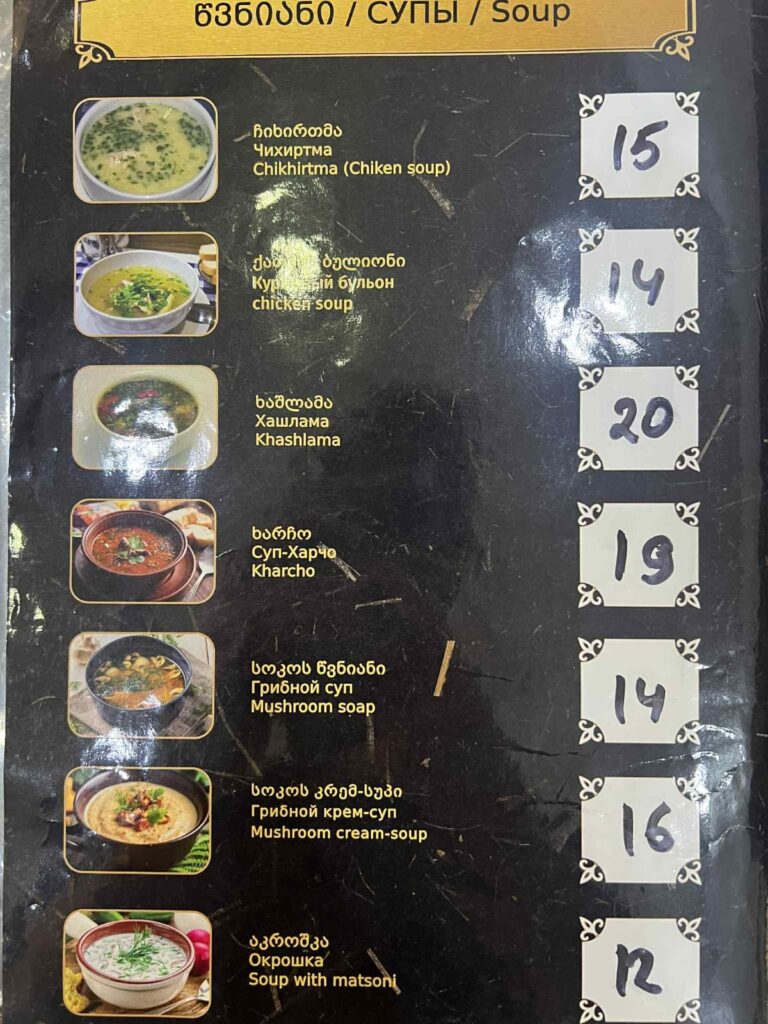 წვნიანი / СУПЫ / Soup
ჩიხირთმა
Чихиртма
Chikhirtma (Chiken soup)
15
ბულიონი
Куриный бульон
chicken soup
14
ხაშლამა
Хашлама
Khashlama
20
ხარჩო
Суп-Харчо
Kharcho
19
სოკოს წვნიანი
Грибной суп
Mushroom soap
14
სოკოს კრემ-სუპი
Грибной крем-суп
Mushroom cream-soup
16
აკროშკა
Окрошка
Soup with matsoni
12